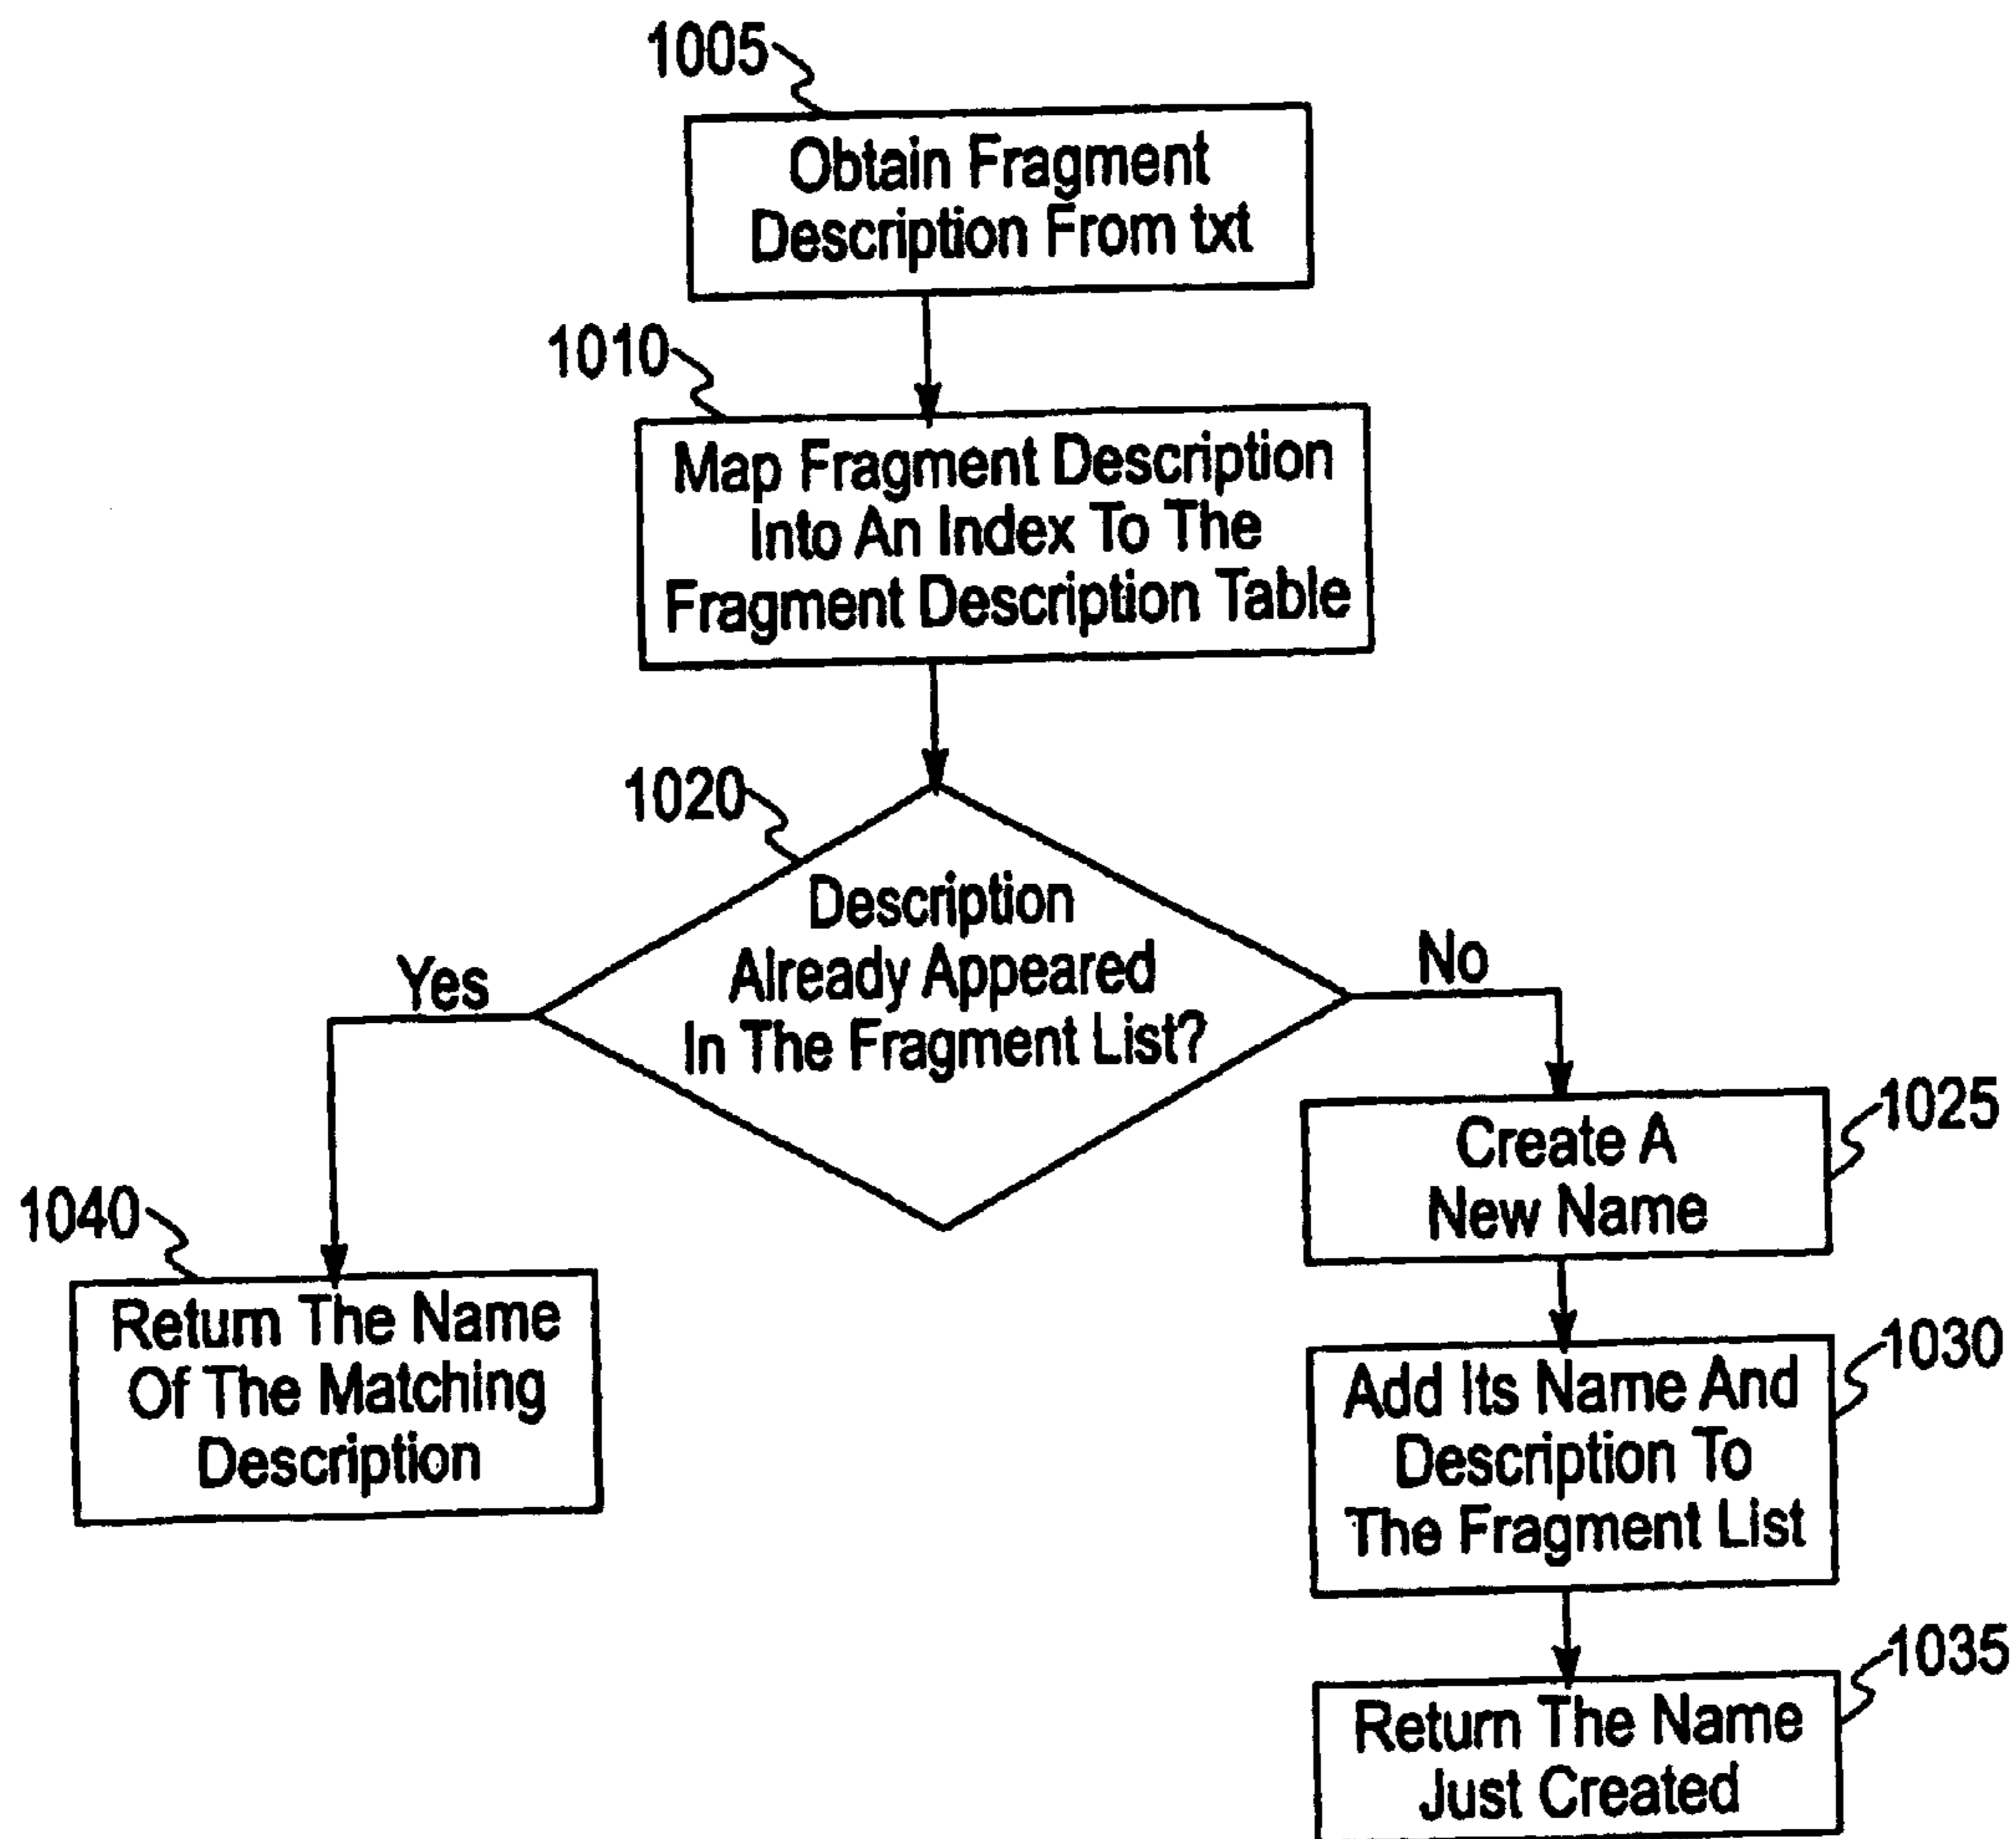 1005
Obtain Fragment
Description From txt
1010
Map Fragment Description
Into An Index To The
Fragment Description Table
1020
Description
Already Appeared
In The Fragment List?
Yes
No
1025
Create A
New Name
1040
Return The Name
Of The Matching
Description
1030
Add Its Name And
Description To
The Fragment List
1035
Return The Name
Just Created